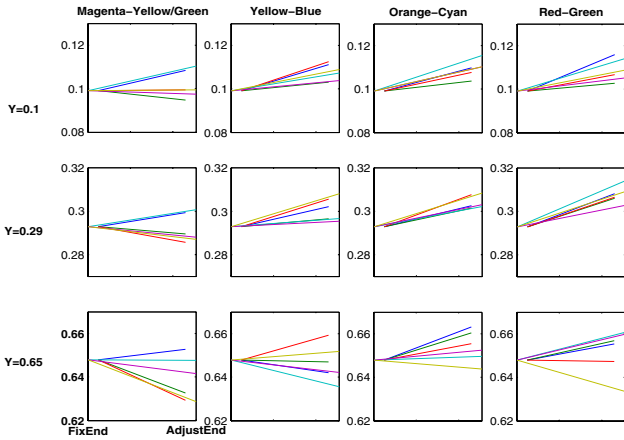 Magenta−Yellow/Green Yellow−Blue Orange−Cyan Red−Green
0.12 0.12 0.12 0.12
0.1 0.1 0.1 0.1
Y=0.1
0.08 0.08 0.08 0.08
0.32 0.32 0.32 0.32
0.3 0.3 0.3 0.3
Y=0.29
0.28 0.28 0.28 0.28
0.66 0.66 0.66 0.66
0.64 0.64 0.64 0.64
Y=0.65
0.62 0.62 0.62 0.62
FixEnd AdjustEnd